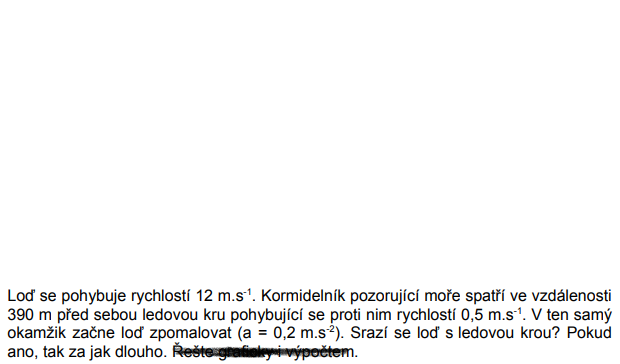 Loď se pohybuje rychlostí 12 m.s⁻¹. Kormidelník pozorující moře spatří ve vzdálenosti
390 m před sebou ledovou kru pohybující se proti nim rychlostí 0,5 m.s⁻¹. V ten samý
okamžik začne loď zpomalovat (a = 0,2 m.s⁻²). Srazí se loď s ledovou krou? Pokud
ano, tak za jak dlouho. Řešte graficky i výpočtem.